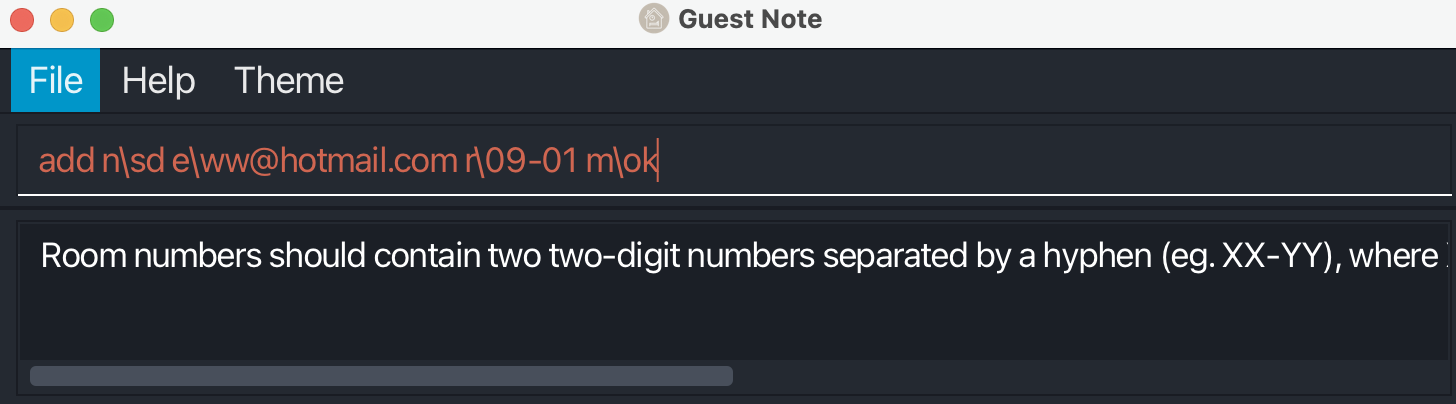 Guest Note
File Help Theme
add n\sd e\ww@hotmail.com r\09-01 m\ok
Room numbers should contain two two-digit numbers separated by a hyphen (eg. XX-YY), where